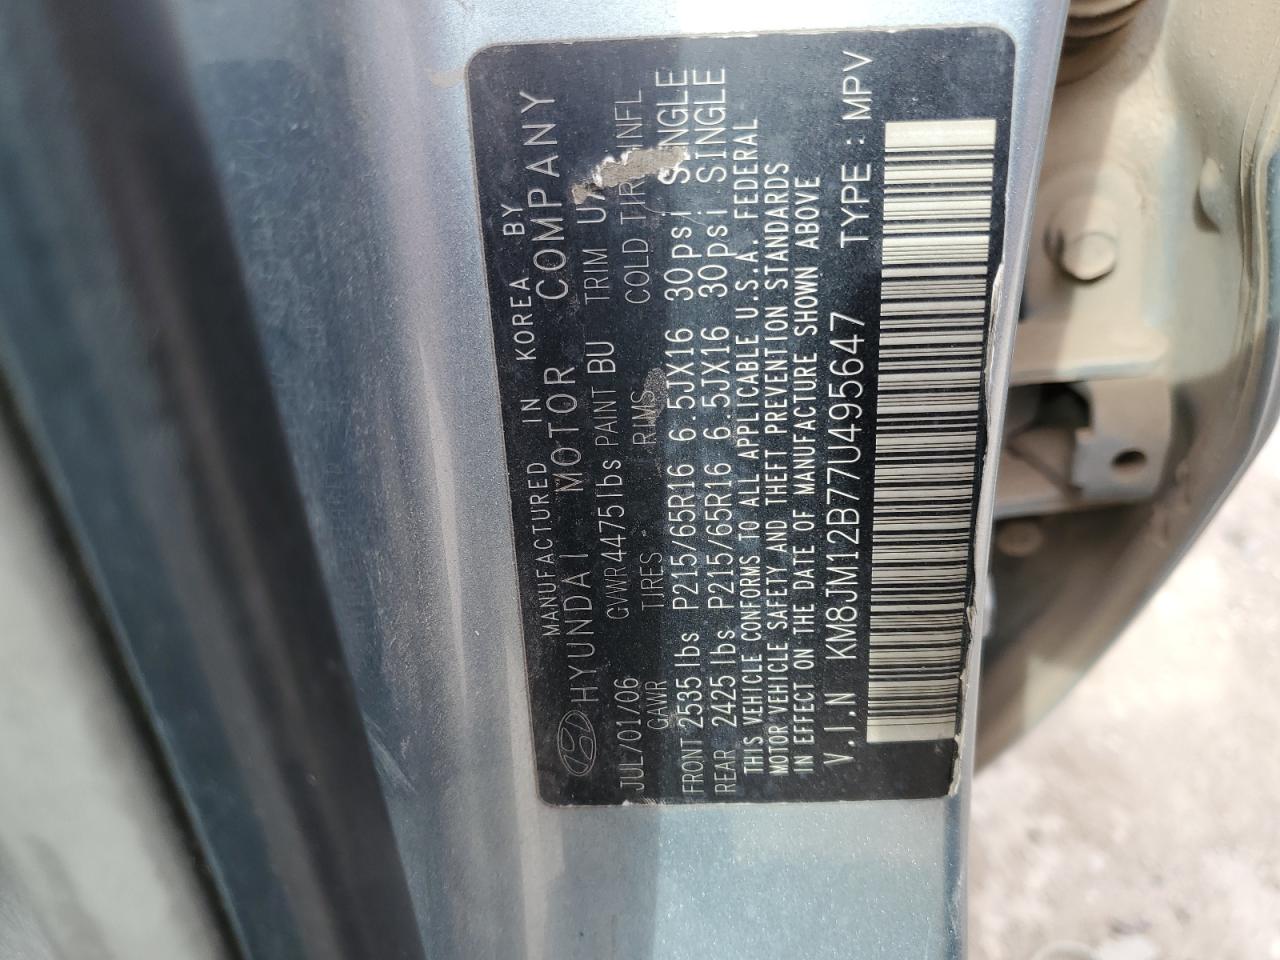 MANUFACTURED IN KOREA BY
HYUNDAI MOTOR COMPANY
JUL/01/06 GVWR4475lbs PAINT BU TRIM
GAWR TIRES RIMS COLD TIR INFL
FRONT 2535lbs P215/65R16 6.5JX16 30psi SINGLE
REAR 2425lbs P215/65R16 6.5JX16 30psi SINGLE
THIS VEHICLE CONFORMS TO ALL APPLICABLE U.S.A. FEDERAL
MOTOR VEHICLE SAFETY AND THEFT PREVENTION STANDARDS
IN EFFECT ON THE DATE OF MANUFACTURE SHOWN ABOVE
V.I.N KM8JM12B77U495647 TYPE : MPV